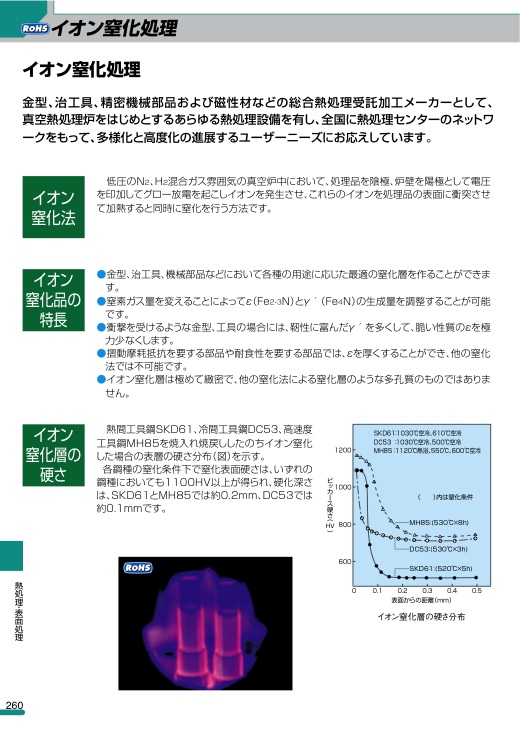 RoHS イオン窒化処理
イオン窒化処理
金型、治工具、精密機械部品および磁性材などの総合熱処理受託加工メーカーとして、
真空熱処理炉をはじめとするあらゆる熱処理設備を有し、全国に熱処理センターのネットワ
ークをもって、多様化と高度化の進展するユーザーニーズにお応えしています。
イオン
窒化法
低圧のN2、H2混合ガス雰囲気の真空炉中において、処理品を陰極、炉壁を陽極として電圧
を印加してグロー放電を起こしイオンを発生させ、これらのイオンを処理品の表面に衝突させ
て加熱すると同時に窒化を行う方法です。
イオン
窒化品の
特長
●金型、治工具、機械部品などにおいて各種の用途に応じた最適の窒化層を作ることができま
す。
●窒素ガス量を変えることによってε(Fe2-3N)とγ´(Fe4N)の生成量を調整することが可能
です。
●衝撃を受けるような金型、工具の場合には、靭性に富んだγ´を多くして、脆い性質のεを極
力少なくします。
●摺動摩耗抵抗を要する部品や耐食性を要する部品では、εを厚くすることができ、他の窒化
法では不可能です。
●イオン窒化層は極めて緻密で、他の窒化法による窒化層のような多孔質のものではありま
せん。
イオン
窒化層の
硬さ
熱間工具鋼SKD61、冷間工具鋼DC53、高速度
工具鋼MH85を焼入れ焼戻ししたのちイオン窒化
した場合の表層の硬さ分布(図)を示す。
各鋼種の窒化条件下で窒化表面硬さは、いずれの
鋼種においても1100HV以上が得られ、硬化深さ
は、SKD61とMH85では約0.2mm、DC53では
約0.1mmです。
SKD61:1030℃空冷、610℃空冷
DC53:1030℃空冷、500℃空冷
MH85:1120℃熱浴、550℃、600℃空冷
1200
1000
800
600
ビッカース硬さ(HV)
( )内は窒化条件
MH85:(530℃×8h)
DC53:(530℃×3h)
SKD61:(520℃×5h)
0 0.1 0.2 0.3 0.4 0.5
表面からの距離(mm)
イオン窒化層の硬さ分布
RoHS
熱処理・表面処理
260